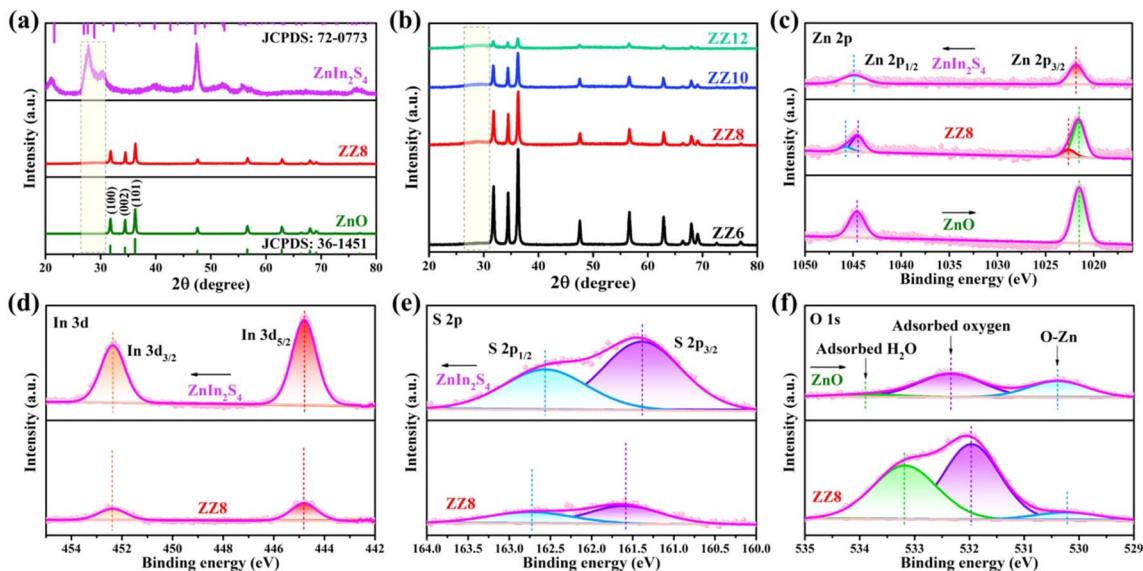 (a)
JCPDS: 72-0773
ZnIn₂S₄
ZZ8
(100)
(002)
(101)
ZnO
JCPDS: 36-1451
Intensity (a.u.)
20 30 40 50 60 70 80
2θ (degree)
(b)
ZZ12
ZZ10
ZZ8
ZZ6
Intensity (a.u.)
20 30 40 50 60 70 80
2θ (degree)
(c)
Zn 2p
Zn 2p₁/₂
ZnIn₂S₄
Zn 2p₃/₂
ZZ8
ZnO
Intensity (a.u.)
1050 1045 1040 1035 1030 1025 1020
Binding energy (eV)
(d)
In 3d
In 3d₃/₂
In 3d₅/₂
ZnIn₂S₄
ZZ8
Intensity (a.u.)
454 452 450 448 446 444 442
Binding energy (eV)
(e)
S 2p
S 2p₁/₂
S 2p₃/₂
ZnIn₂S₄
ZZ8
Intensity (a.u.)
164.0 163.5 163.0 162.5 162.0 161.5 161.0 160.5 160.0
Binding energy (eV)
(f)
O 1s
Adsorbed oxygen
O-Zn
Adsorbed H₂O
ZnO
ZZ8
Intensity (a.u.)
535 534 533 532 531 530 529
Binding energy (eV)